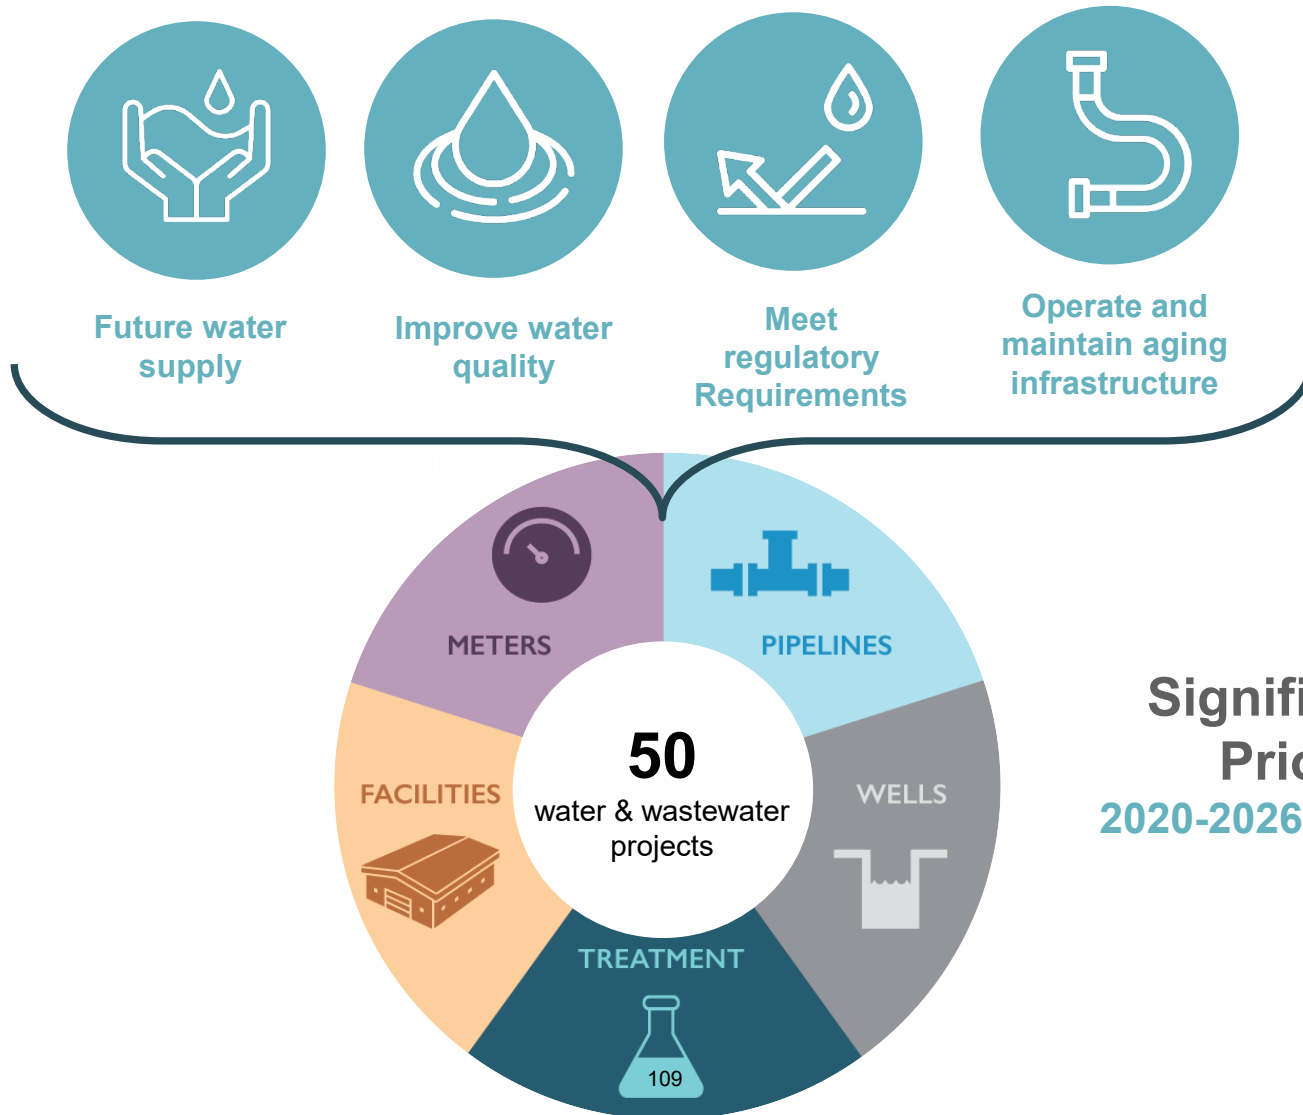 Future water
supply
Improve water
quality
Meet
regulatory
Requirements
Operate and
maintain aging
infrastructure
METERS
PIPELINES
FACILITIES
WELLS
50
water & wastewater
projects
TREATMENT
109
2020-2026